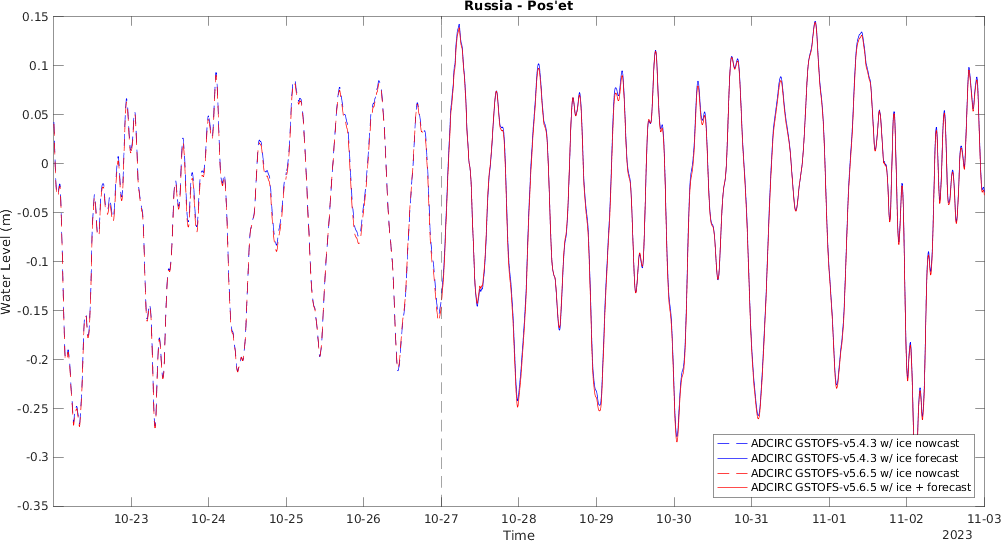 Russia - Pos'et
0.15
0.1
0.05
0
-0.05
-0.1
-0.15
-0.2
-0.25
-0.3
-0.35
Water Level (m)
ADCIRC GSTOFS-v5.4.3 w/ ice nowcast
ADCIRC GSTOFS-v5.4.3 w/ ice forecast
ADCIRC GSTOFS-v5.6.5 w/ ice nowcast
ADCIRC GSTOFS-v5.6.5 w/ ice + forecast
10-23 10-24 10-25 10-26 10-27 10-28 10-29 10-30 10-31 11-01 11-02 11-03
Time
2023